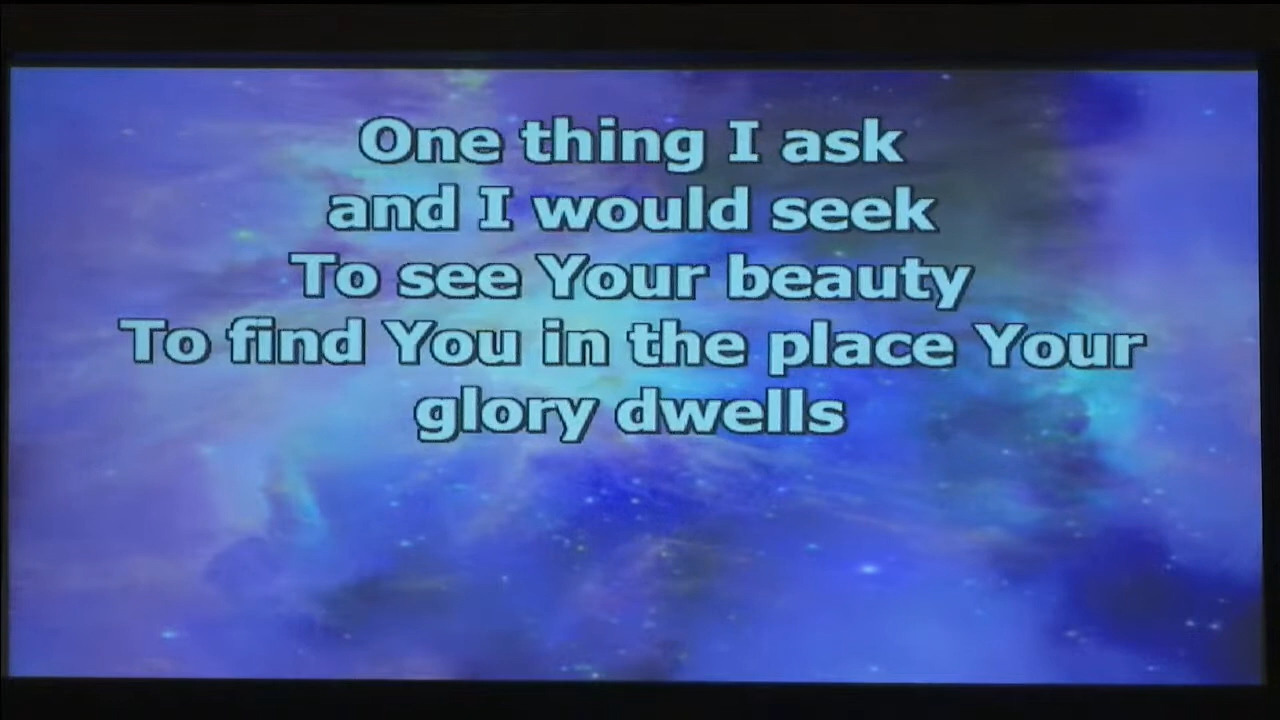 One thing I ask
and I would seek
To see Your beauty
To find You in the place Your
glory dwells